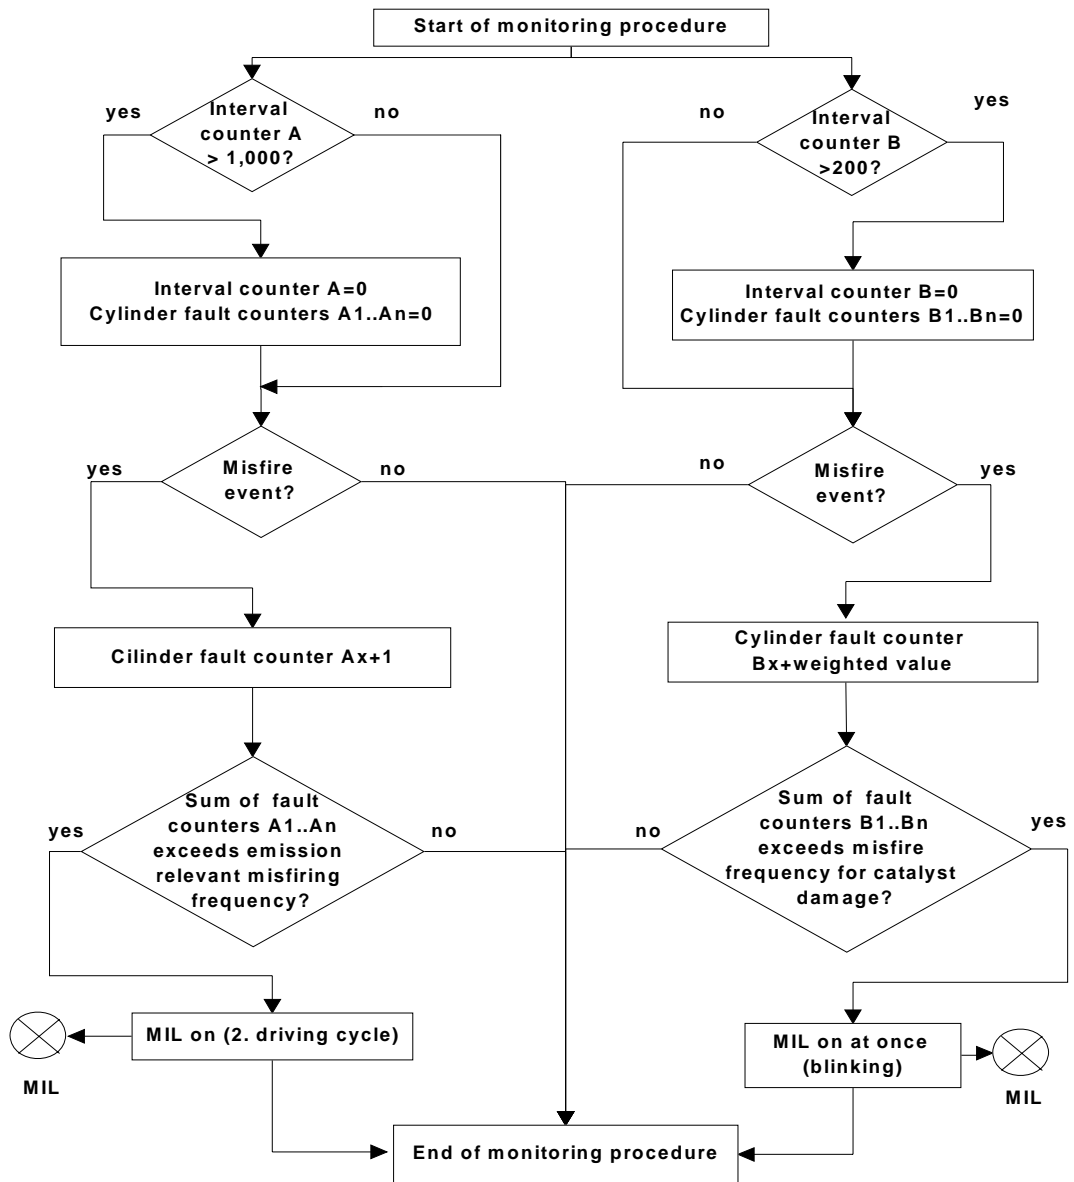 Start of monitoring procedure
yes
Interval
counter A
> 1,000?
no
no
Interval
counter B
>200?
yes
Interval counter A=0
Cylinder fault counters A1..An=0
Interval counter B=0
Cylinder fault counters B1..Bn=0
yes
Misfire
event?
no
no
Misfire
event?
yes
Cilinder fault counter Ax+1
Cylinder fault counter
Bx+weighted value
yes
Sum of fault
counters A1..An
exceeds emission
relevant misfiring
frequency?
no
no
Sum of fault
counters B1..Bn
exceeds misfire
frequency for catalyst
damage?
yes
MIL on (2. driving cycle)
MIL
MIL on at once
(blinking)
MIL
End of monitoring procedure